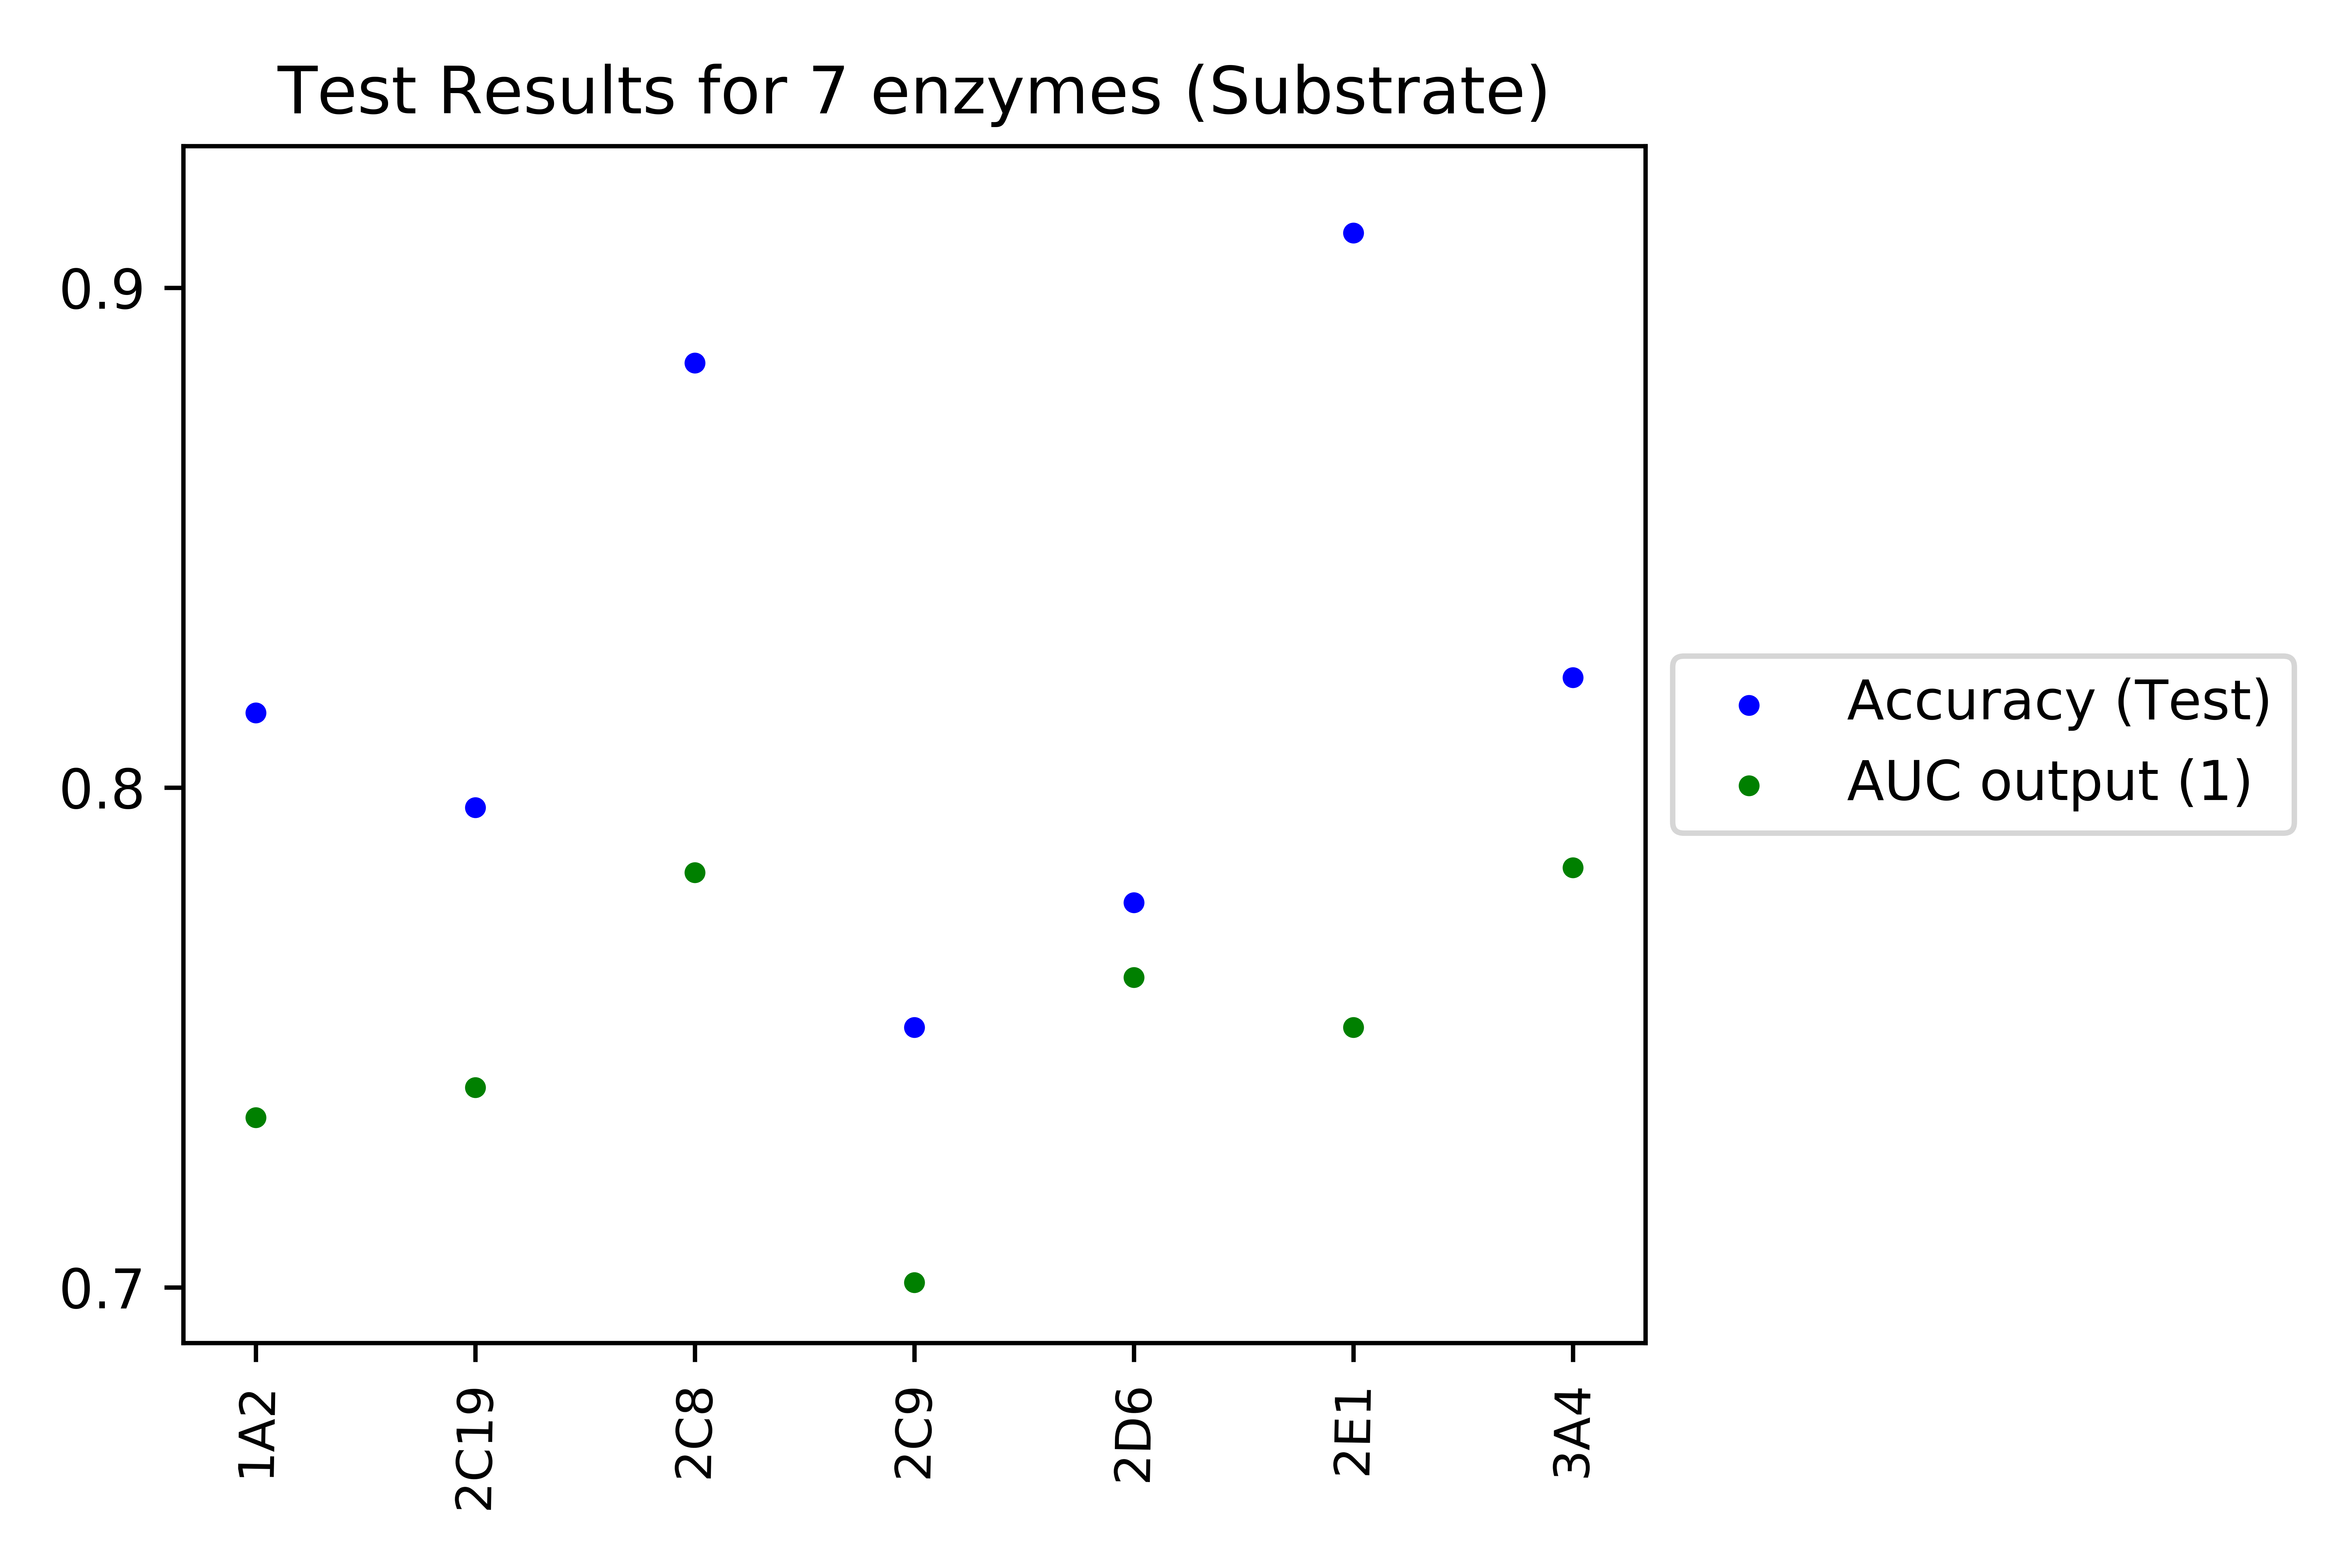 Test Results for 7 enzymes (Substrate)
0.9
0.8
0.7
Accuracy (Test)
AUC output (1)
1A2
2C19
2C8
2C9
2D6
2E1
3A4